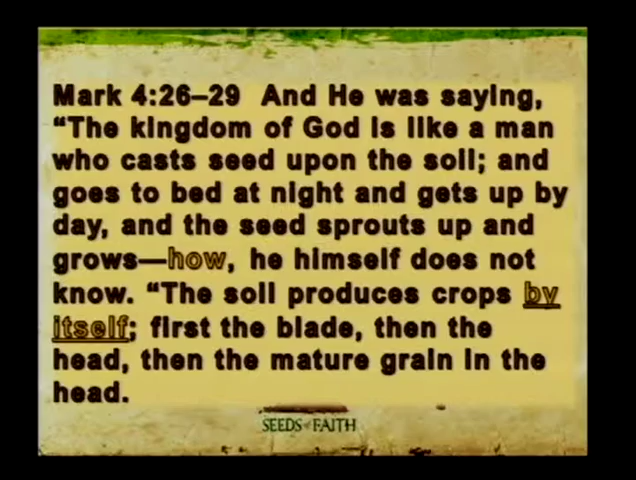 Mark 4:26–29 And He was saying,
“The kingdom of God is like a man
who casts seed upon the soil; and
goes to bed at night and gets up by
day, and the seed sprouts up and
grows—how, he himself does not
know. “The soil produces crops by
itself; first the blade, then the
head, then the mature grain in the
head.
SEEDS of FAITH